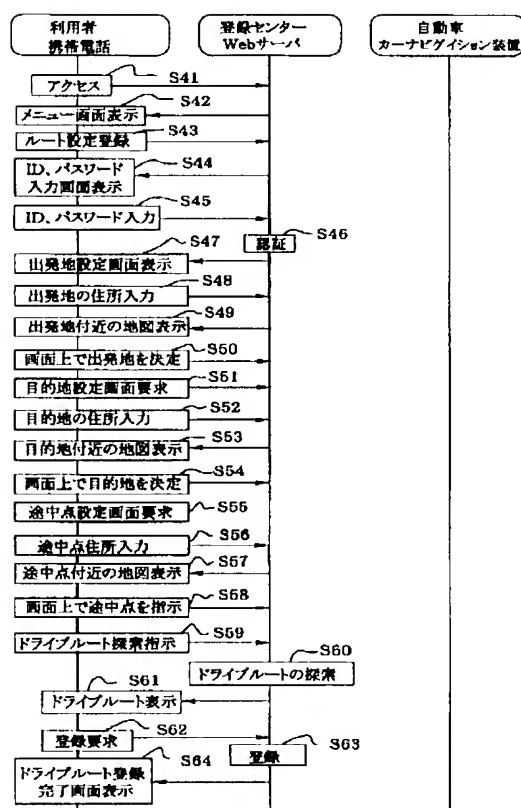 利用者
携帯電話
登録センター
Webサーバ
自動車
カーナビゲイション装置
アクセス
S41
メニュー画面表示
S42
ルート設定登録
S43
ID、パスワード
入力画面表示
S44
ID、パスワード入力
S45
認証
S46
出発地設定画面表示
S47
出発地の住所入力
S48
出発地付近の地図表示
S49
画面上で出発地を決定
S50
目的地設定画面要求
S51
目的地の住所入力
S52
目的地付近の地図表示
S53
画面上で目的地を決定
S54
途中点設定画面要求
S55
途中点住所入力
S56
途中点付近の地図表示
S57
画面上で途中点を指示
S58
ドライブルート探索指示
S59
ドライブルートの探索
S60
ドライブルート表示
S61
登録要求
S62
登録
S63
ドライブルート登録
完了画面表示
S64